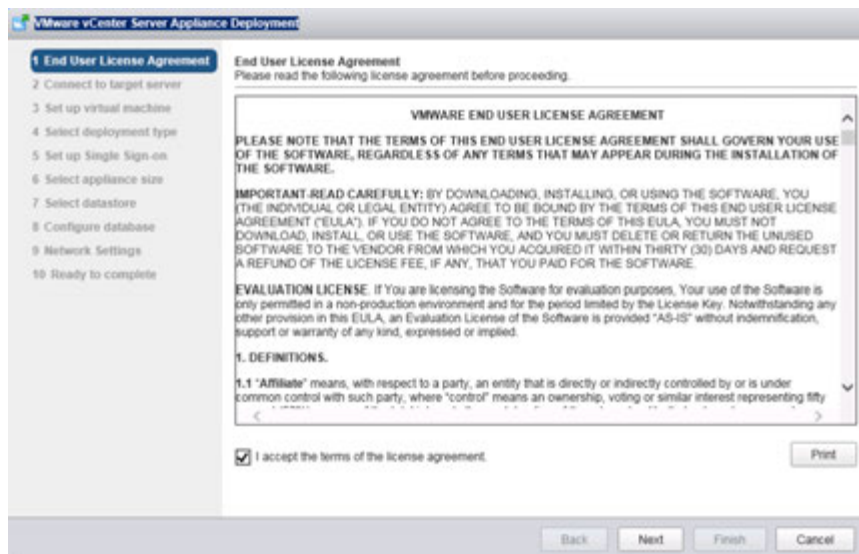 VMware vCenter Server Appliance Deployment
1 End User License Agreement
2 Connect to target server
3 Set up virtual machine
4 Select deployment type
5 Set up Single Sign-on
6 Select appliance size
7 Select datastore
8 Configure database
9 Network Settings
10 Ready to complete
End User License Agreement
Please read the following license agreement before proceeding.
VMWARE END USER LICENSE AGREEMENT
PLEASE NOTE THAT THE TERMS OF THIS END USER LICENSE AGREEMENT SHALL GOVERN YOUR USE
OF THE SOFTWARE, REGARDLESS OF ANY TERMS THAT MAY APPEAR DURING THE INSTALLATION OF
THE SOFTWARE.
IMPORTANT-READ CAREFULLY: BY DOWNLOADING, INSTALLING, OR USING THE SOFTWARE, YOU
(THE INDIVIDUAL OR LEGAL ENTITY) AGREE TO BE BOUND BY THE TERMS OF THIS END USER LICENSE
AGREEMENT ("EULA"). IF YOU DO NOT AGREE TO THE TERMS OF THIS EULA, YOU MUST NOT
DOWNLOAD, INSTALL, OR USE THE SOFTWARE, AND YOU MUST DELETE OR RETURN THE UNUSED
SOFTWARE TO THE VENDOR FROM WHICH YOU ACQUIRED IT WITHIN THIRTY (30) DAYS AND REQUEST
A REFUND OF THE LICENSE FEE, IF ANY, THAT YOU PAID FOR THE SOFTWARE.
EVALUATION LICENSE. If You are licensing the Software for evaluation purposes, Your use of the Software is
only permitted in a non-production environment and for the period limited by the License Key. Notwithstanding any
other provision in this EULA, an Evaluation License of the Software is provided "AS-IS" without indemnification,
support or warranty of any kind, expressed or implied.
1. DEFINITIONS.
1.1 "Affiliate" means, with respect to a party, an entity that is directly or indirectly controlled by or is under
common control with such party, where "control" means an ownership, voting or similar interest representing fifty
I accept the terms of the license agreement.
Print
Back
Next
Finish
Cancel